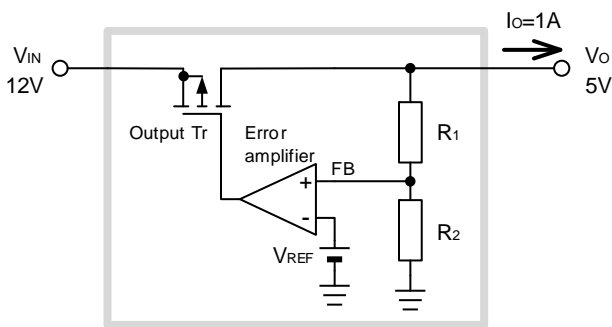 IO=1A
VIN
12V
VO
5V
Output Tr
Error
amplifier
FB
R1
+
-
R2
VREF